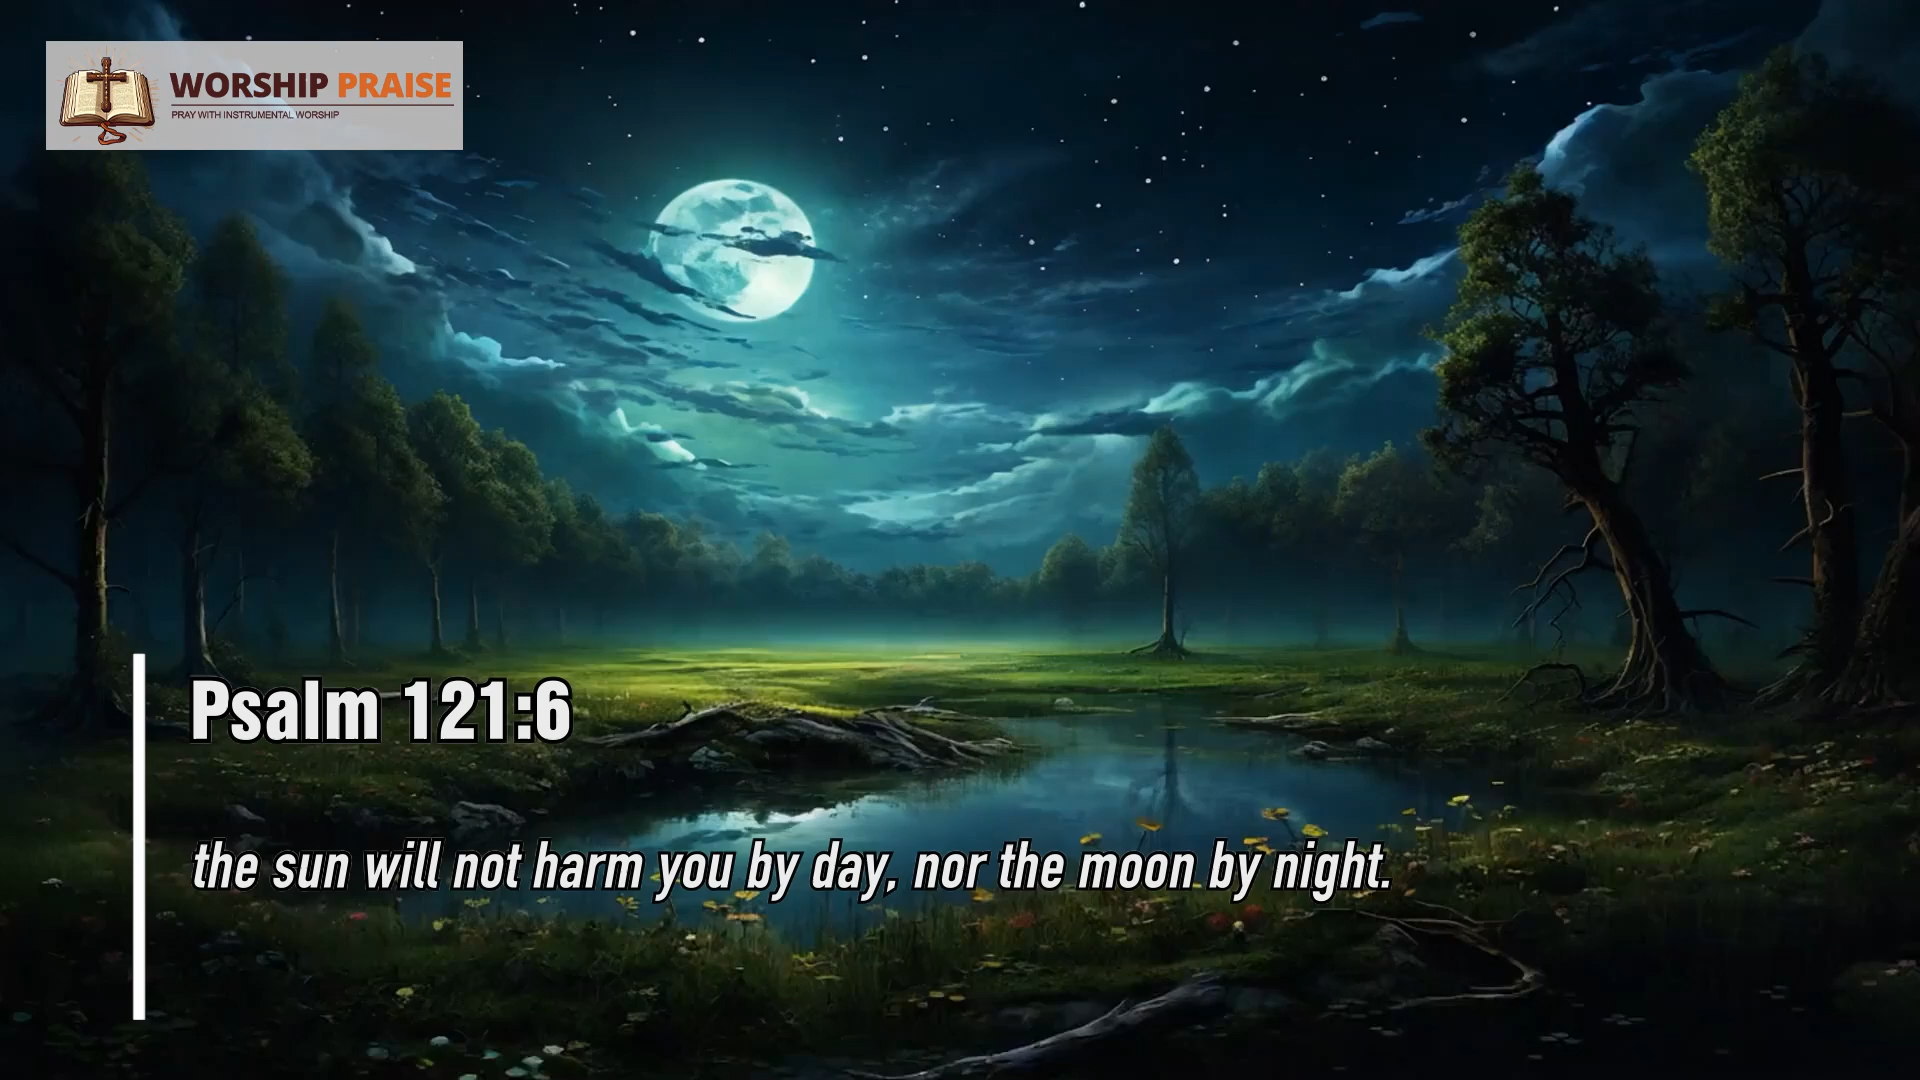 WORSHIP PRAISE
PRAY WITH INSTRUMENTAL WORSHIP
Psalm 121:6
the sun will not harm you by day, nor the moon by night.